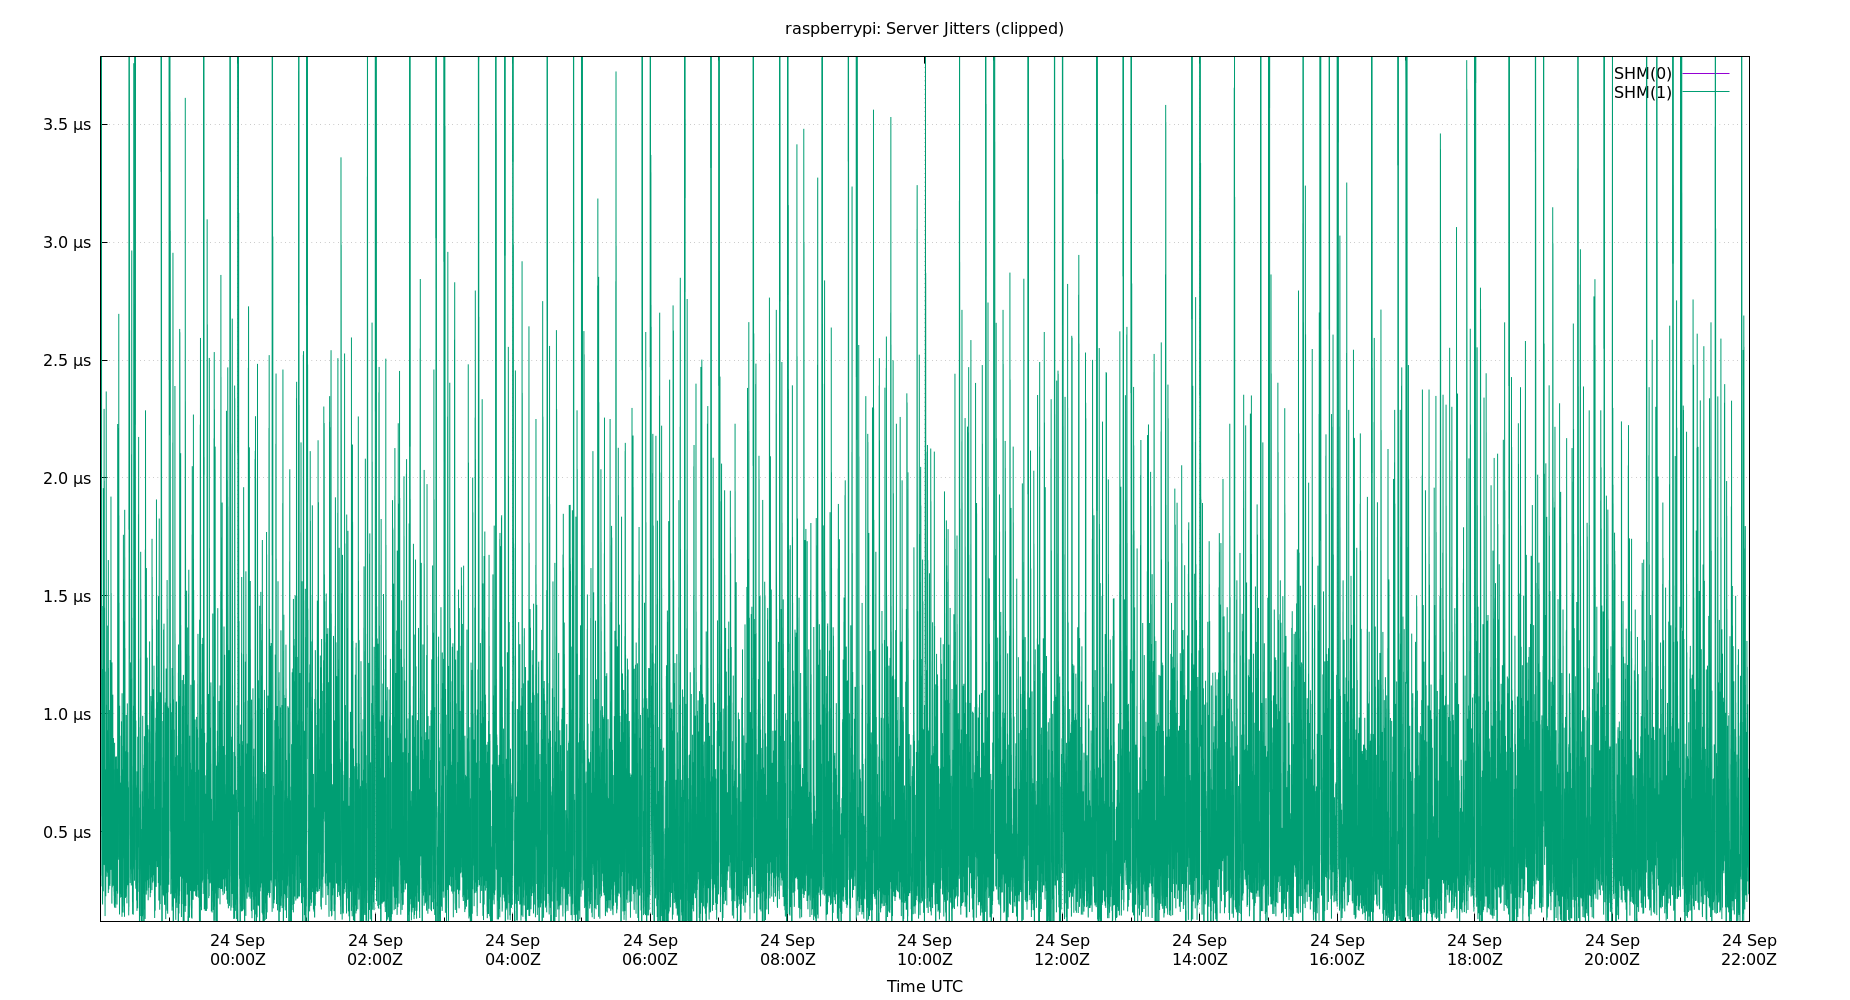 raspberrypi: Server Jitters (clipped)
SHM(0)
SHM(1)
3.5 µs
3.0 µs
2.5 µs
2.0 µs
1.5 µs
1.0 µs
0.5 µs
24 Sep 24 Sep 24 Sep 24 Sep 24 Sep 24 Sep 24 Sep 24 Sep 24 Sep 24 Sep 24 Sep 24 Sep
00:00Z 02:00Z 04:00Z 06:00Z 08:00Z 10:00Z 12:00Z 14:00Z 16:00Z 18:00Z 20:00Z 22:00Z
Time UTC